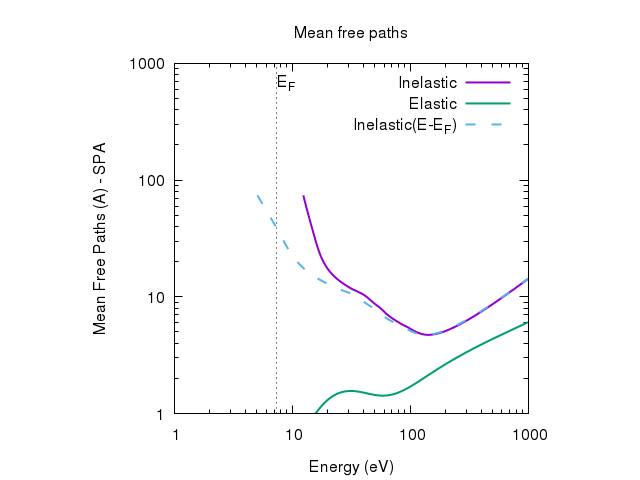 Mean free paths
1000
100
10
1
Mean Free Paths (A) - SPA
E_F
Inelastic
Elastic
Inelastic(E-E_F)
1 10 100 1000
Energy (eV)